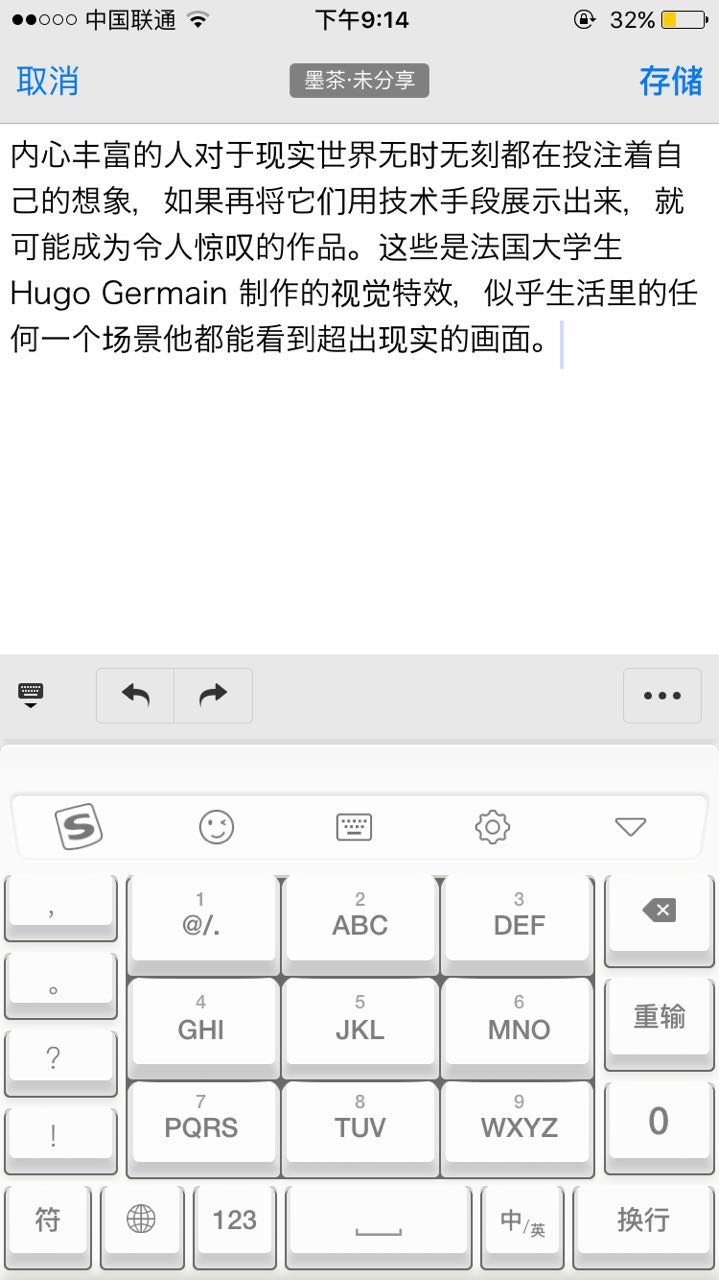 中国联通 下午9:14 32%
取消 墨茶·未分享 存储
内心丰富的人对于现实世界无时无刻都在投注着自
己的想象，如果再将它们用技术手段展示出来，就
可能成为令人惊叹的作品。这些是法国大学生
Hugo Germain 制作的视觉特效，似乎生活里的任
何一个场景他都能看到超出现实的画面。
S
， 1 2 3
@/. ABC DEF
。 4 5 6 重输
GHI JKL MNO
? 7 8 9 0
PQRS TUV WXYZ
!
符 123 中/英 换行